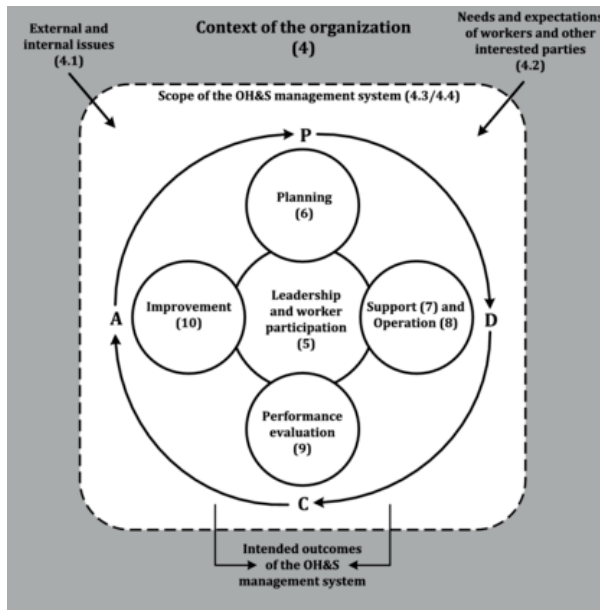 External and
internal issues
(4.1)
Context of the organization
(4)
Needs and expectations
of workers and other
interested parties
(4.2)
Scope of the OH&S management system (4.3/4.4)
P
Planning
(6)
A
Improvement
(10)
Leadership
and worker
participation
(5)
Support (7) and
Operation (8)
D
Performance
evaluation
(9)
C
Intended outcomes
of the OH&S
management system